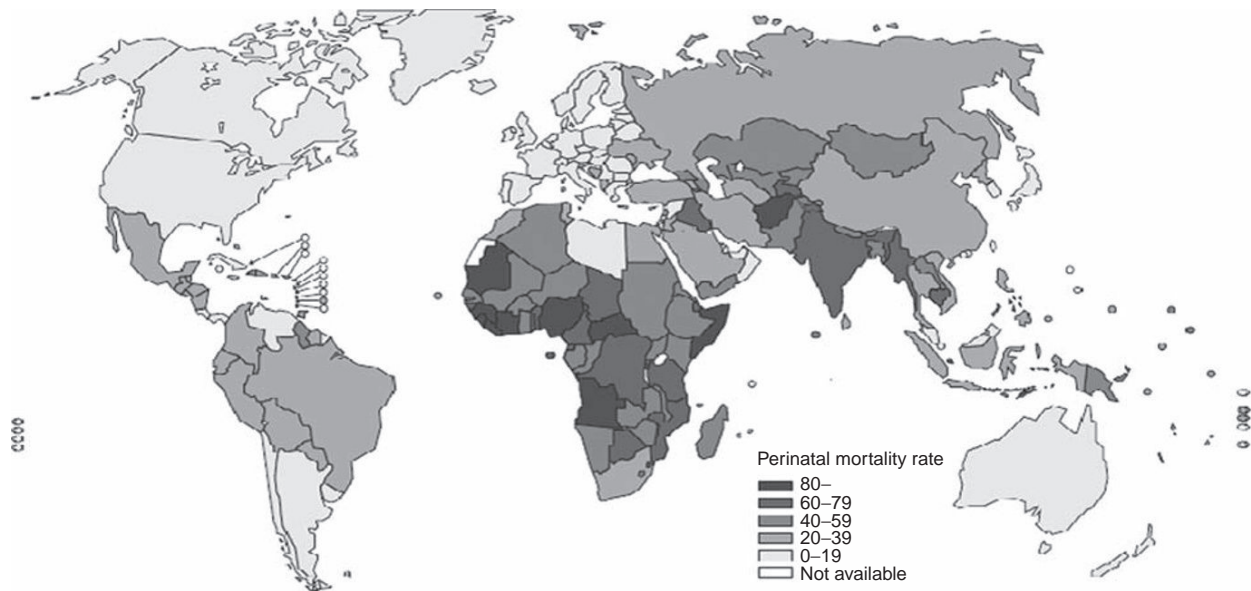 Perinatal mortality rate
80–
60–79
40–59
20–39
0–19
Not available